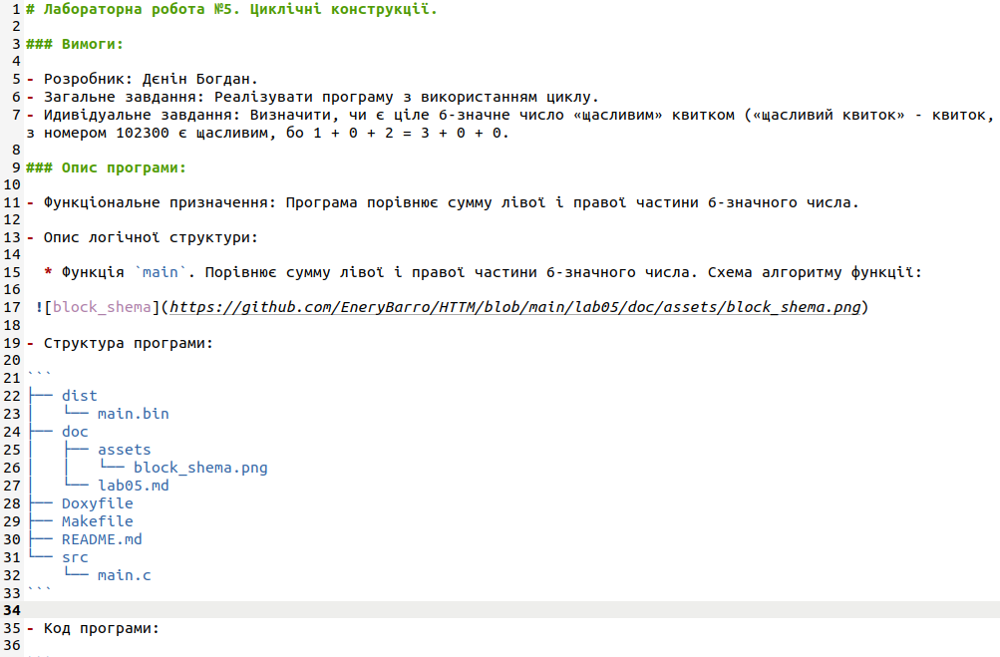 1 # Лабораторна робота №5. Циклічні конструкції.
2
3 ### Вимоги:
4
5 - Розробник: Дєнін Богдан.
6 - Загальне завдання: Реалізувати програму з використанням циклу.
7 - Идивідуальне завдання: Визначити, чи є ціле 6-значне число «щасливим» квитком («щасливий квиток» - квиток,
з номером 102300 є щасливим, бо 1 + 0 + 2 = 3 + 0 + 0.
8
9 ### Опис програми:
10
11 - Функціональне призначення: Програма порівнює сумму лівої і правої частини 6-значного числа.
12
13 - Опис логічної структури:
14
15 * Функція `main`. Порівнює сумму лівої і правої частини 6-значного числа. Схема алгоритму функції:
16
17 ![block_shema](https://github.com/EneryBarro/HTTM/blob/main/lab05/doc/assets/block_shema.png)
18
19 - Структура програми:
20
21 ```
22 ├── dist
23 │   └── main.bin
24 ├── doc
25 │   ├── assets
26 │   │   └── block_shema.png
27 │   └── lab05.md
28 ├── Doxyfile
29 ├── Makefile
30 ├── README.md
31 └── src
32     └── main.c
33 ```
34
35 - Код програми:
36